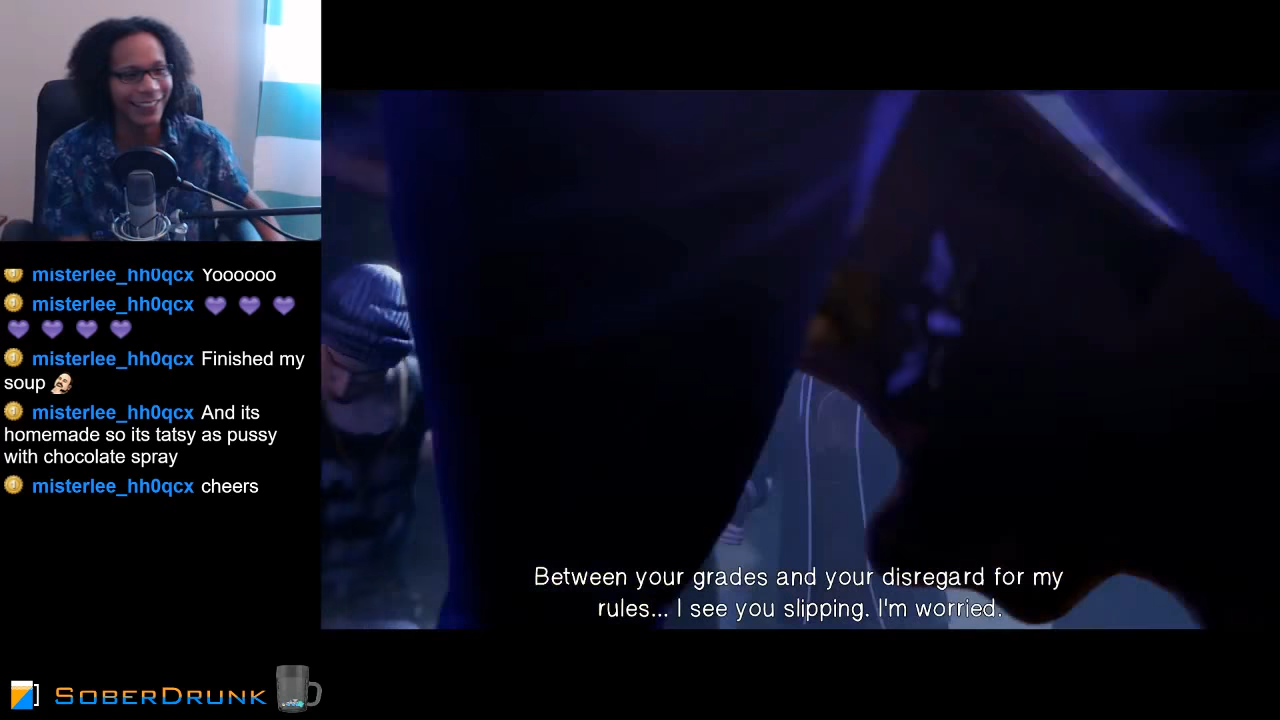 misterlee_hh0qcx Yoooooo
misterlee_hh0qcx
misterlee_hh0qcx Finished my
soup
misterlee_hh0qcx And its
homemade so its tatsy as pussy
with chocolate spray
misterlee_hh0qcx cheers
Between your grades and your disregard for my
rules... I see you slipping. I'm worried.
SOBERDRUNK